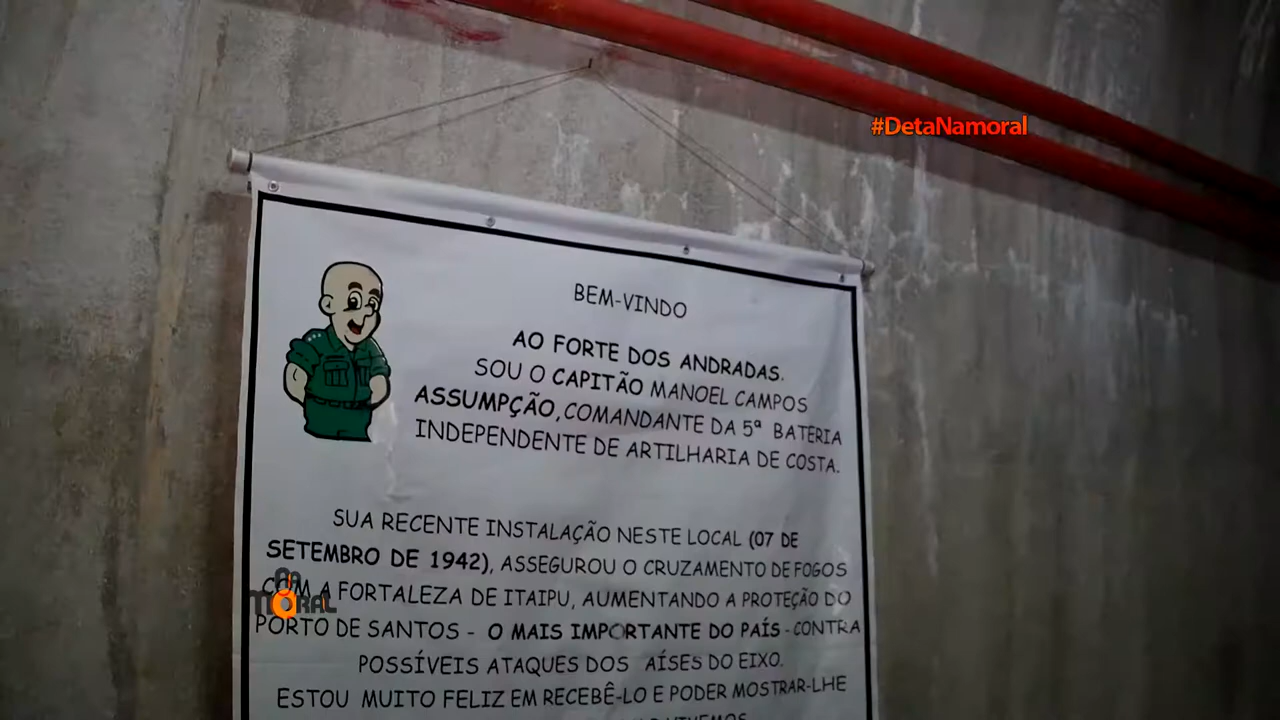 #DetaNamoral
BEM-VINDO
AO FORTE DOS ANDRADAS.
SOU O CAPITÃO MANOEL CAMPOS
ASSUMPÇÃO, COMANDANTE DA 5ª BATERIA
INDEPENDENTE DE ARTILHARIA DE COSTA.
SUA RECENTE INSTALAÇÃO NESTE LOCAL (07 DE
SETEMBRO DE 1942), ASSEGUROU O CRUZAMENTO DE FOGOS
COM A FORTALEZA DE ITAIPU, AUMENTANDO A PROTEÇÃO DO
PORTO DE SANTOS - O MAIS IMPORTANTE DO PAÍS - CONTRA
POSSÍVEIS ATAQUES DOS AÍSES DO EIXO.
ESTOU MUITO FELIZ EM RECEBÊ-LO E PODER MOSTRAR-LHE
NA MORAL